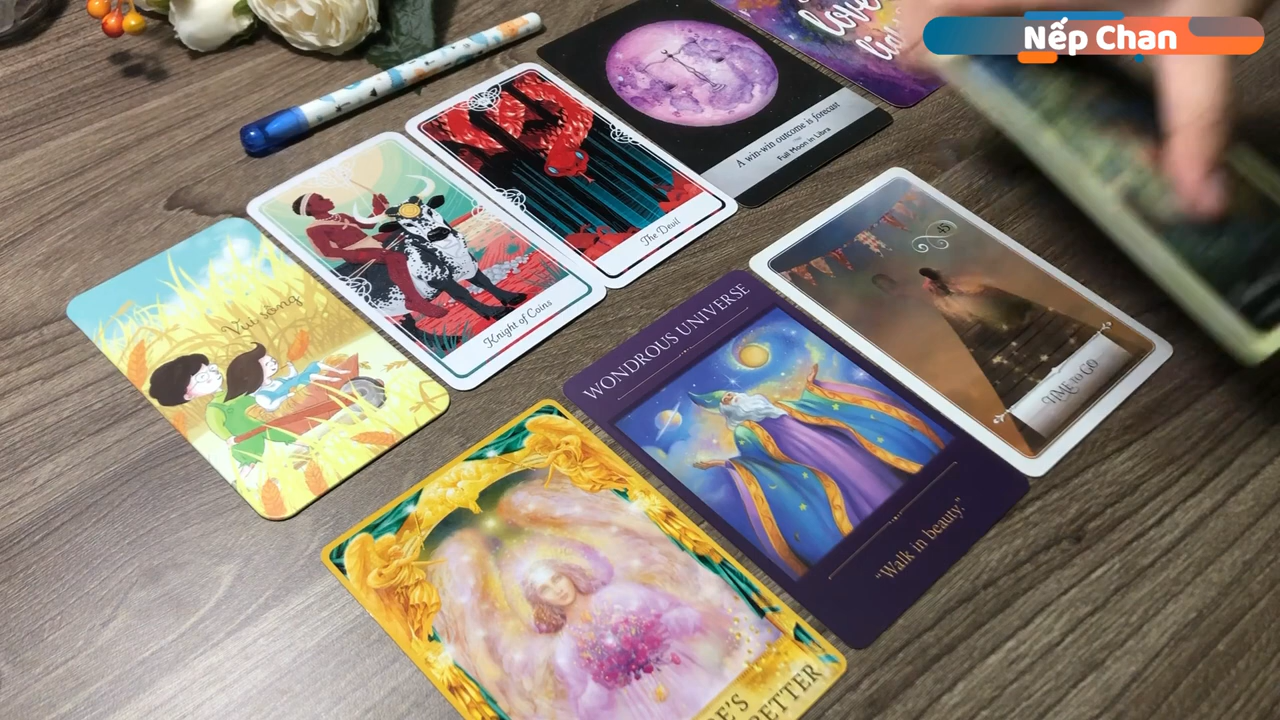 Nếp Chan
love
A win-win outcome is forecast
Full Moon in Libra
The Devil
Knight of Coins
Vui sống
45
TIME TO GO
WONDROUS UNIVERSE
"Walk in beauty."